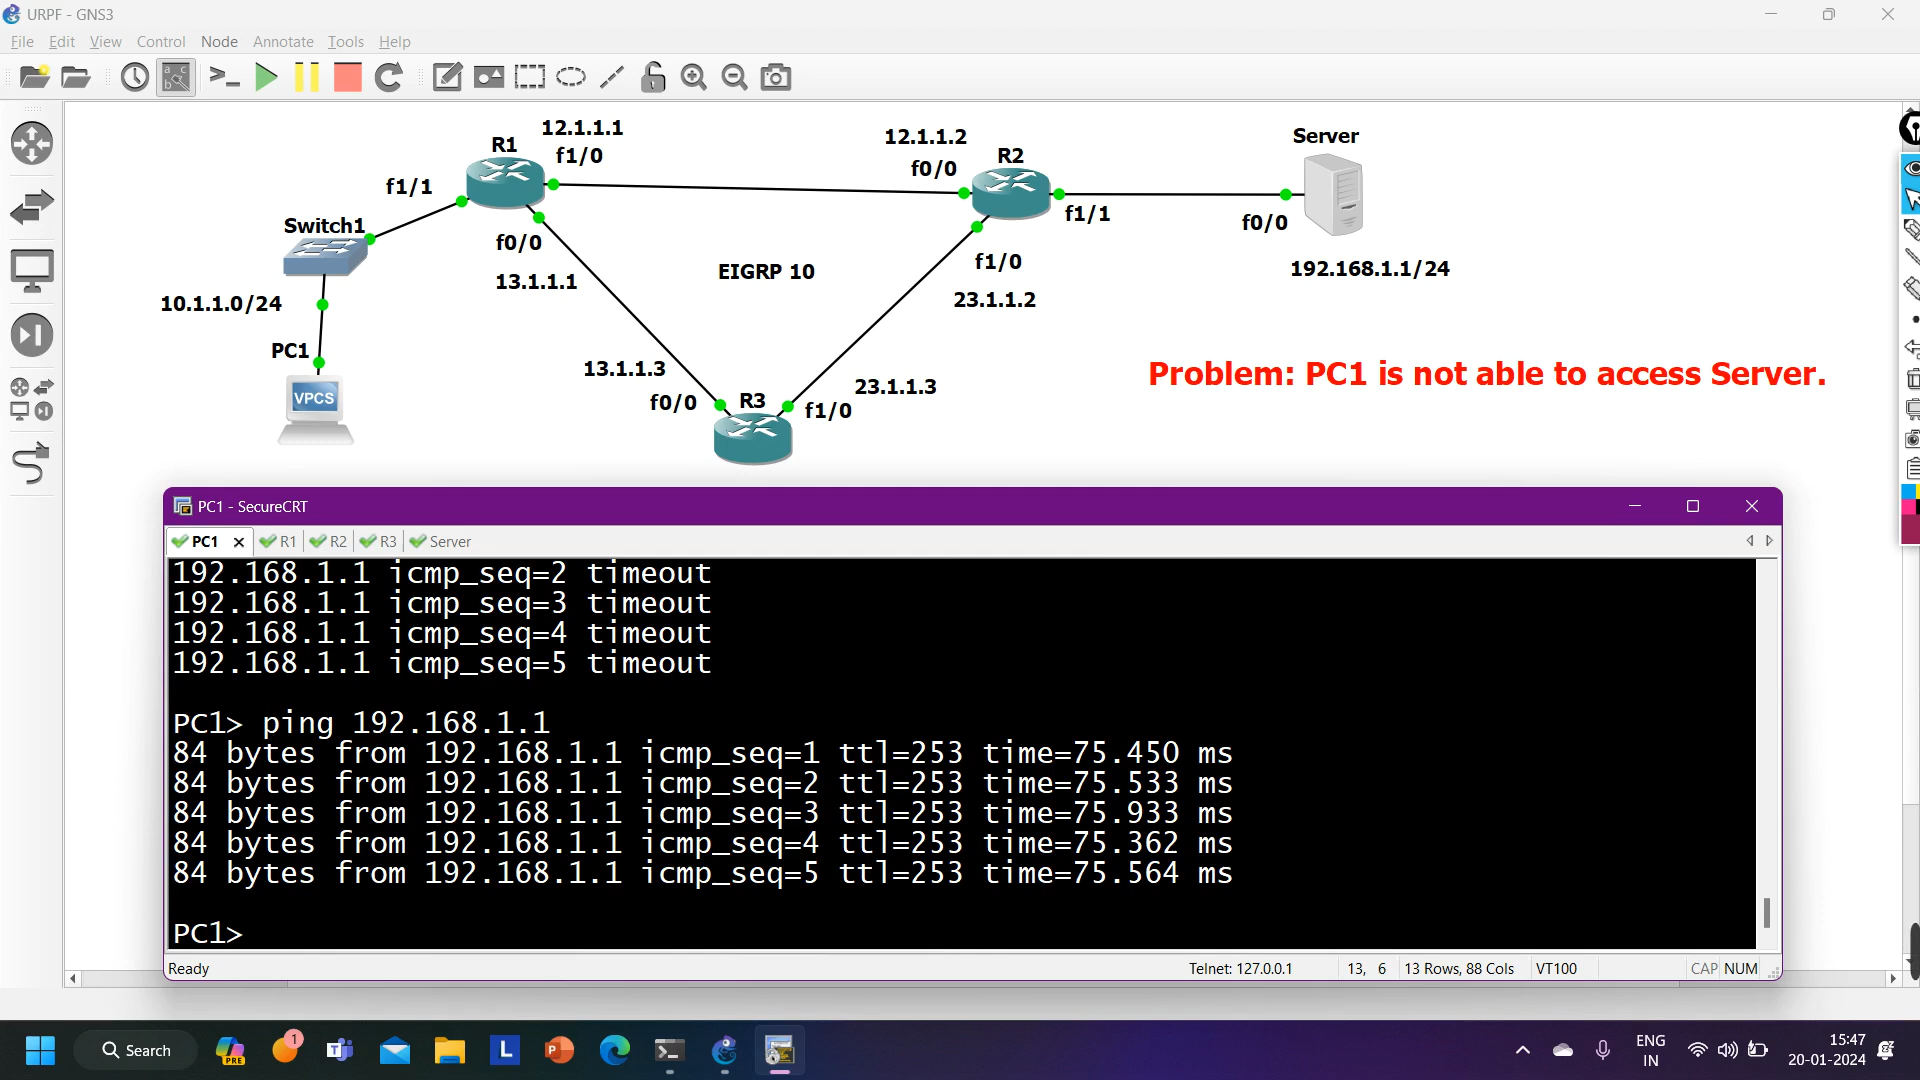 URPF - GNS3
File Edit View Control Node Annotate Tools Help
12.1.1.1
R1
f1/0
12.1.1.2
R2
f0/0
Server
f1/1
f1/1
f0/0
Switch1
f0/0
13.1.1.1
EIGRP 10
f1/0
23.1.1.2
192.168.1.1/24
10.1.1.0/24
PC1
VPCS
13.1.1.3
f0/0
R3
23.1.1.3
f1/0
Problem: PC1 is not able to access Server.
PC1 - SecureCRT
PC1 R1 R2 R3 Server
192.168.1.1 icmp_seq=2 timeout
192.168.1.1 icmp_seq=3 timeout
192.168.1.1 icmp_seq=4 timeout
192.168.1.1 icmp_seq=5 timeout
PC1> ping 192.168.1.1
84 bytes from 192.168.1.1 icmp_seq=1 ttl=253 time=75.450 ms
84 bytes from 192.168.1.1 icmp_seq=2 ttl=253 time=75.533 ms
84 bytes from 192.168.1.1 icmp_seq=3 ttl=253 time=75.933 ms
84 bytes from 192.168.1.1 icmp_seq=4 ttl=253 time=75.362 ms
84 bytes from 192.168.1.1 icmp_seq=5 ttl=253 time=75.564 ms
PC1>
Ready Telnet: 127.0.0.1 13, 6 13 Rows, 88 Cols VT100 CAP NUM
Search
PRE
1
L
ENG
IN
15:47
20-01-2024